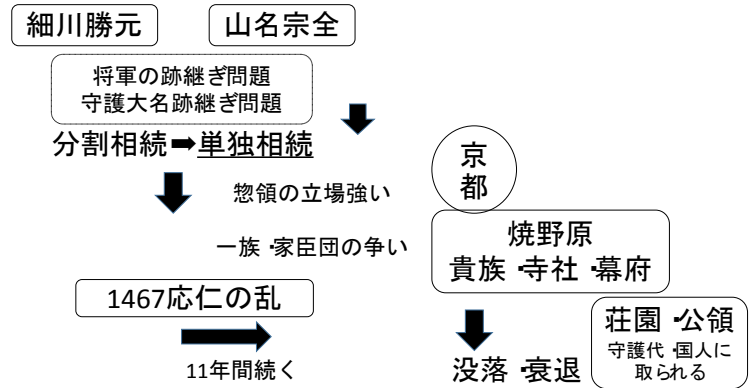 細川勝元
山名宗全
将軍の跡継ぎ問題
守護大名跡継ぎ問題
分割相続➡単独相続
惣領の立場強い
一族・家臣団の争い
1467応仁の乱
11年間続く
京
都
焼野原
貴族・寺社・幕府
没落・衰退
荘園・公領
守護代・国人に
取られる